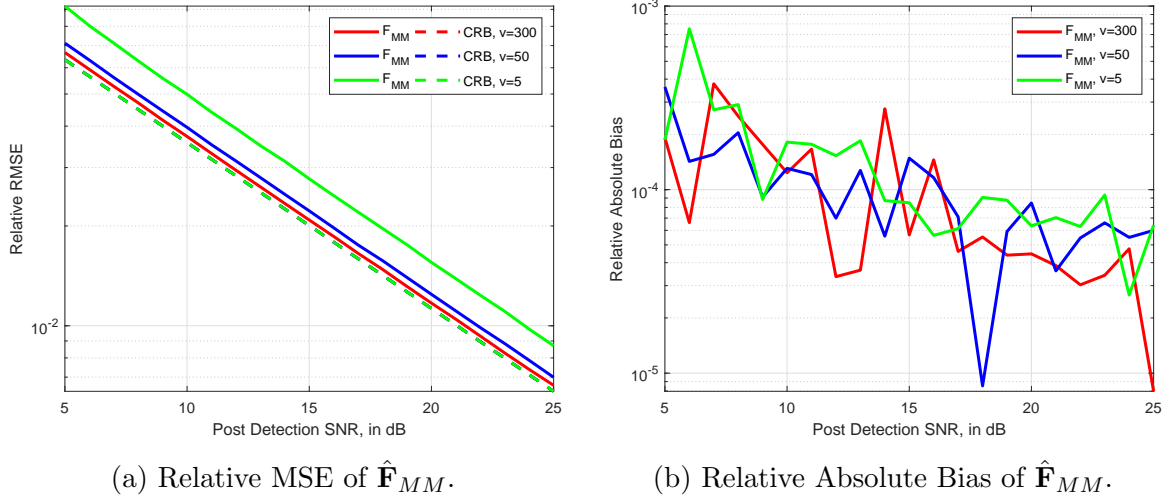 F_MM CRB, v=300
F_MM CRB, v=50
F_MM CRB, v=5
Relative RMSE
10^-2
5 10 15 20 25
Post Detection SNR, in dB
(a) Relative MSE of F̂_MM.
F_MM, v=300
F_MM, v=50
F_MM, v=5
Relative Absolute Bias
10^-3
10^-4
10^-5
5 10 15 20 25
Post Detection SNR, in dB
(b) Relative Absolute Bias of F̂_MM.